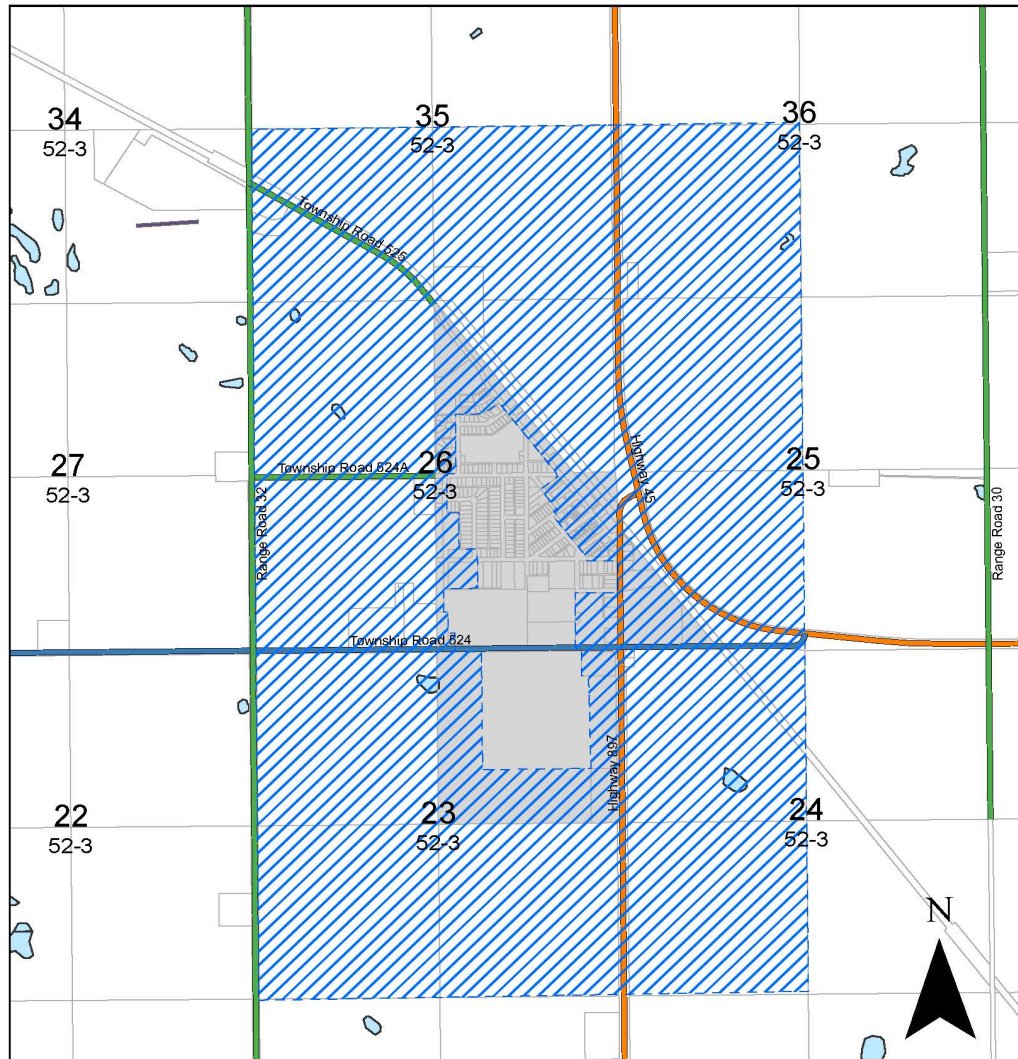 34
52-3
35
52-3
36
52-3
Township Road 525
Highway 45
27
52-3
Township Road 524A
26
52-3
25
52-3
Range Road 32
Range Road 30
Township Road 524
Highway 897
22
52-3
23
52-3
24
52-3
N